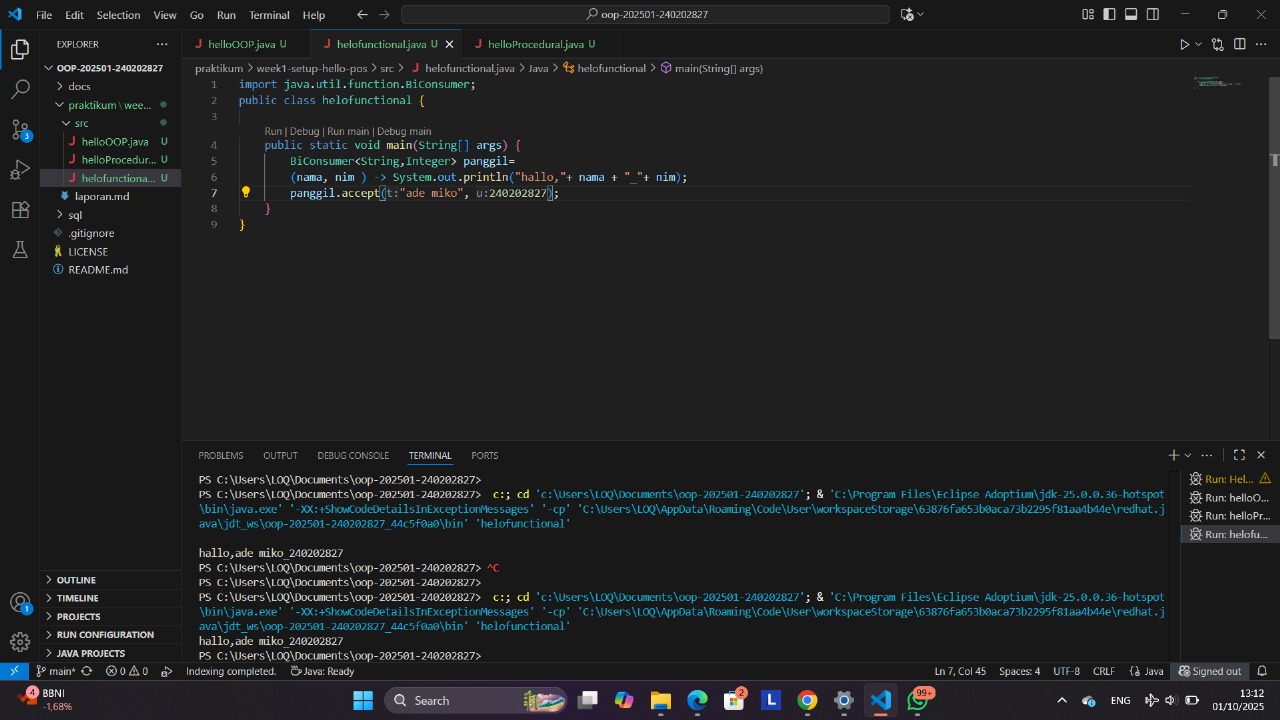 File Edit Selection View Go Run Terminal Help
oop-202501-240202827
EXPLORER
OOP-202501-240202827
docs
praktikum \ wee...
src
helloOOP.java U
helloProcedur... U
helofunctiona... U
laporan.md
sql
.gitignore
LICENSE
README.md
OUTLINE
TIMELINE
PROJECTS
RUN CONFIGURATION
JAVA PROJECTS
3
1
helloOOP.java U
helofunctional.java U
helloProcedural.java U
praktikum > week1-setup-hello-pos > src > helofunctional.java > Java > helofunctional > main(String[] args)
1 import java.util.function.BiConsumer;
2 public class helofunctional {
3
Run | Debug | Run main | Debug main
4 public static void main(String[] args) {
5 BiConsumer<String,Integer> panggil=
6 (nama, nim ) -> System.out.println("hallo,"+ nama + "_"+ nim);
7 panggil.accept(t:"ade miko", u:240202827);
8 }
9 }
PROBLEMS OUTPUT DEBUG CONSOLE TERMINAL PORTS
PS C:\Users\LOQ\Documents\oop-202501-240202827>
PS C:\Users\LOQ\Documents\oop-202501-240202827> c:; cd 'c:\Users\LOQ\Documents\oop-202501-240202827'; & 'C:\Program Files\Eclipse Adoptium\jdk-25.0.0.36-hotspot
\bin\java.exe' '-XX:+ShowCodeDetailsInExceptionMessages' '-cp' 'C:\Users\LOQ\AppData\Roaming\Code\User\workspaceStorage\63876fa653b0aca73b2295f81aa4b44e\redhat.j
ava\jdt_ws\oop-202501-240202827_44c5f0a0\bin' 'helofunctional'
hallo,ade miko_240202827
PS C:\Users\LOQ\Documents\oop-202501-240202827> ^C
PS C:\Users\LOQ\Documents\oop-202501-240202827>
PS C:\Users\LOQ\Documents\oop-202501-240202827> c:; cd 'c:\Users\LOQ\Documents\oop-202501-240202827'; & 'C:\Program Files\Eclipse Adoptium\jdk-25.0.0.36-hotspot
\bin\java.exe' '-XX:+ShowCodeDetailsInExceptionMessages' '-cp' 'C:\Users\LOQ\AppData\Roaming\Code\User\workspaceStorage\63876fa653b0aca73b2295f81aa4b44e\redhat.j
ava\jdt_ws\oop-202501-240202827_44c5f0a0\bin' 'helofunctional'
hallo,ade miko_240202827
PS C:\Users\LOQ\Documents\oop-202501-240202827>
Run: Hel...
Run: helloO...
Run: helloPr...
Run: helofu...
main* 0 0 Indexing completed. Java: Ready Ln 7, Col 45 Spaces: 4 UTF-8 CRLF {} Java Signed out
4 BBNI
-1,68%
Search
2
L
99+
ENG
13:12
01/10/2025